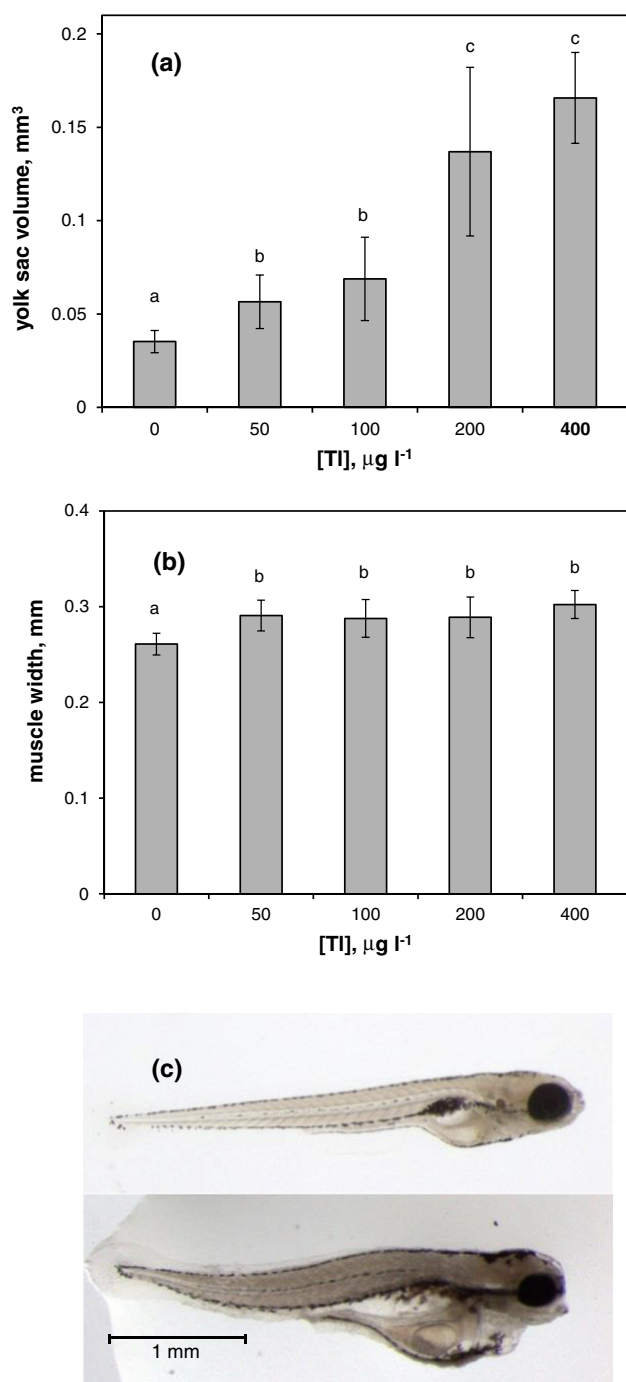 0.2
(a)
c
c
0.15
yolk sac volume, mm³
0.1
b
b
a
0.05
0
0 50 100 200 400
[Tl], µg l⁻¹
0.4
(b)
b b b b
a
0.3
muscle width, mm
0.2
0.1
0
0 50 100 200 400
[Tl], µg l⁻¹
(c)
1 mm